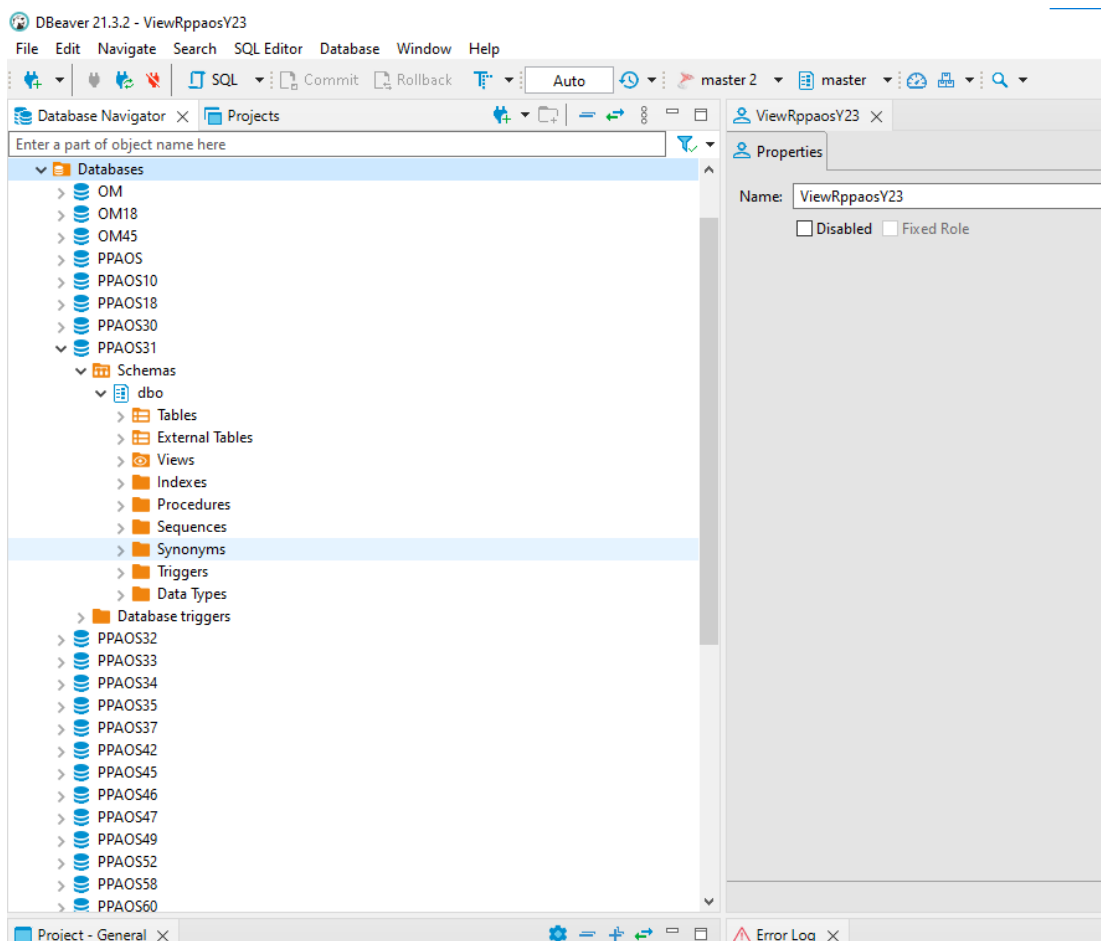 DBeaver 21.3.2 - ViewRppaosY23
File Edit Navigate Search SQL Editor Database Window Help
SQL Commit Rollback Auto master 2 master
Database Navigator Projects
Enter a part of object name here
Databases
OM
OM18
OM45
PPAOS
PPAOS10
PPAOS18
PPAOS30
PPAOS31
Schemas
dbo
Tables
External Tables
Views
Indexes
Procedures
Sequences
Synonyms
Triggers
Data Types
Database triggers
PPAOS32
PPAOS33
PPAOS34
PPAOS35
PPAOS37
PPAOS42
PPAOS45
PPAOS46
PPAOS47
PPAOS49
PPAOS52
PPAOS58
PPAOS60
Project - General
ViewRppaosY23
Properties
Name: ViewRppaosY23
Disabled Fixed Role
Error Log